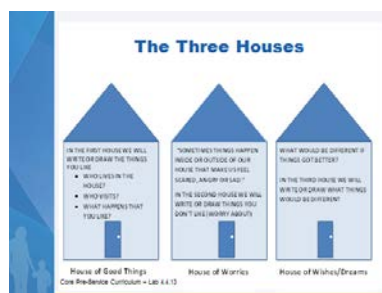 The Three Houses
IN THE FIRST HOUSE WE WILL
WRITE OR DRAW THE THINGS
YOU LIKE
• WHO LIVES IN THE
HOUSE?
• WHO VISITS?
• WHAT HAPPENS THAT
YOU LIKE?
House of Good Things
"SOMETIMES THINGS HAPPEN
INSIDE OR OUTSIDE OF OUR
HOUSE THAT MAKE US FEEL
SCARED, ANGRY OR SAD."
IN THE SECOND HOUSE WE WILL
WRITE OR DRAW THINGS YOU
DON'T LIKE (WORRY ABOUT)
House of Worries
WHAT WOULD BE DIFFERENT IF
THINGS GOT BETTER?
IN THE THIRD HOUSE WE WILL
WRITE OR DRAW WHAT THINGS
WOULD BE DIFFERENT
House of Wishes/Dreams
Core Pre-Service Curriculum – Lab 4.4.13